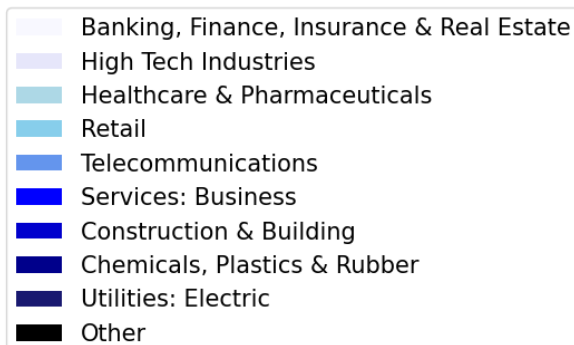 Banking, Finance, Insurance & Real Estate
High Tech Industries
Healthcare & Pharmaceuticals
Retail
Telecommunications
Services: Business
Construction & Building
Chemicals, Plastics & Rubber
Utilities: Electric
Other